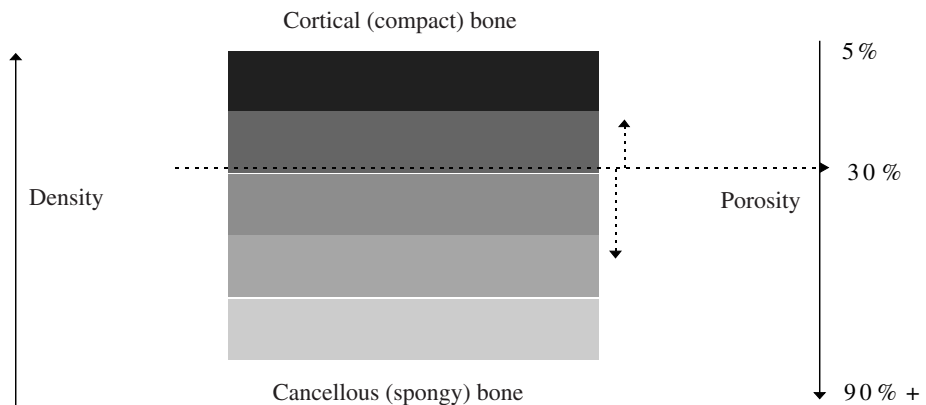 Cortical (compact) bone
5%
30%
Density
Porosity
Cancellous (spongy) bone
90% +